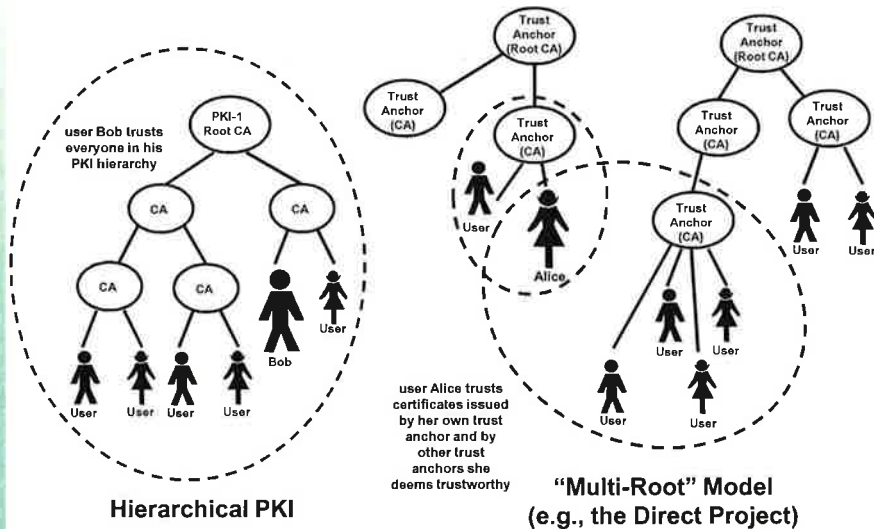 user Bob trusts
everyone in his
PKI hierarchy
PKI-1
Root CA
CA
CA
CA
CA
User
User
User
User
Bob
User
Hierarchical PKI
Trust
Anchor
(Root CA)
Trust
Anchor
(CA)
Trust
Anchor
(CA)
User
Alice
Trust
Anchor
(Root CA)
Trust
Anchor
(CA)
Trust
Anchor
(CA)
Trust
Anchor
(CA)
User
User
User
User
User
User
user Alice trusts
certificates issued
by her own trust
anchor and by
other trust
anchors she
deems trustworthy
"Multi-Root" Model
(e.g., the Direct Project)